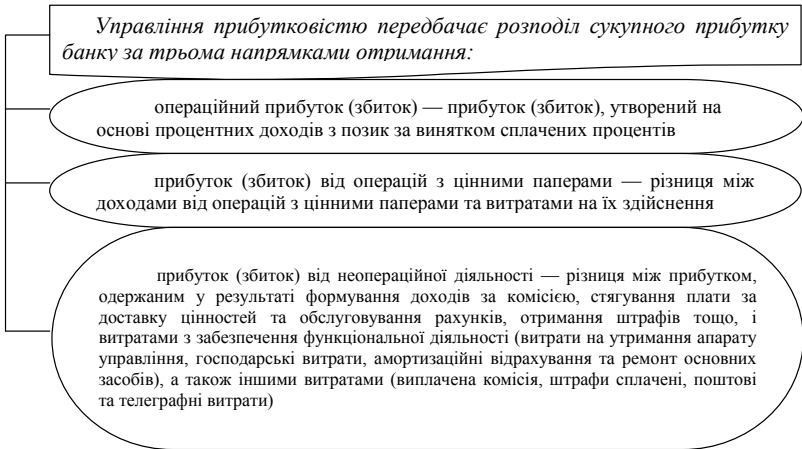 Управління прибутковістю передбачає розподіл сукупного прибутку
банку за трьома напрямками отримання:
операційний прибуток (збиток) — прибуток (збиток), утворений на
основі процентних доходів з позик за винятком сплачених процентів
прибуток (збиток) від операцій з цінними паперами — різниця між
доходами від операцій з цінними паперами та витратами на їх здійснення
прибуток (збиток) від неопераційної діяльності — різниця між прибутком,
одержаним у результаті формування доходів за комісією, стягування плати за
доставку цінностей та обслуговування рахунків, отримання штрафів тощо, і
витратами з забезпечення функціональної діяльності (витрати на утримання апарату
управління, господарські витрати, амортизаційні відрахування та ремонт основних
засобів), а також іншими витратами (виплачена комісія, штрафи сплачені, поштові
та телеграфні витрати)